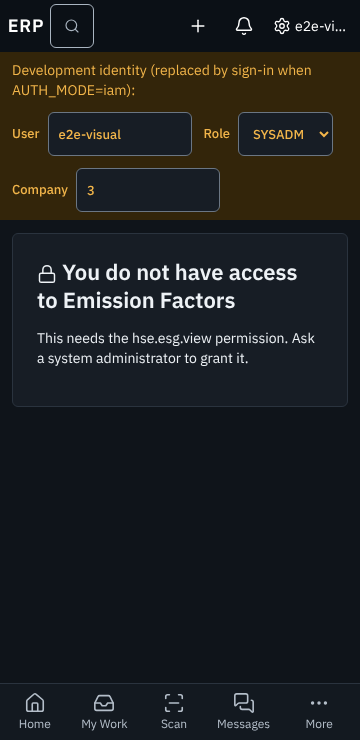 ERP
e2e-vi...
Development identity (replaced by sign-in when
AUTH_MODE=iam):
User e2e-visual Role SYSADM
Company 3
You do not have access
to Emission Factors
This needs the hse.esg.view permission. Ask
a system administrator to grant it.
Home My Work Scan Messages More